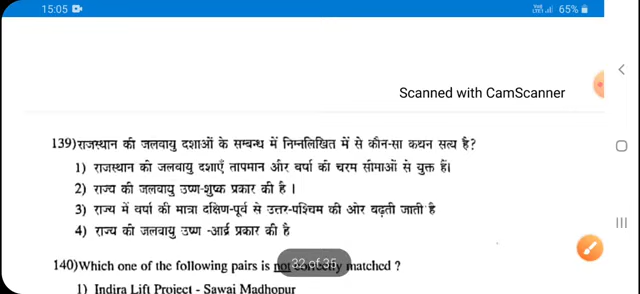 15:05
65%
Scanned with CamScanner
139)राजस्थान की जलवायु दशाओं के सम्बन्ध में निम्नलिखित में से कौन-सा कथन सत्य है?
1) राजस्थान की जलवायु दशाएँ तापमान और वर्षा की चरम सीमाओं से युक्त हैं।
2) राज्य की जलवायु उष्ण-शुष्क प्रकार की है ।
3) राज्य में वर्षा की मात्रा दक्षिण-पूर्व से उत्तर-पश्चिम की ओर बढ़ती जाती है
4) राज्य की जलवायु उष्ण -आर्द्र प्रकार की है
32 of 35
140)Which one of the following pairs is not correctly matched ?
1) Indira Lift Project - Sawai Madhopur